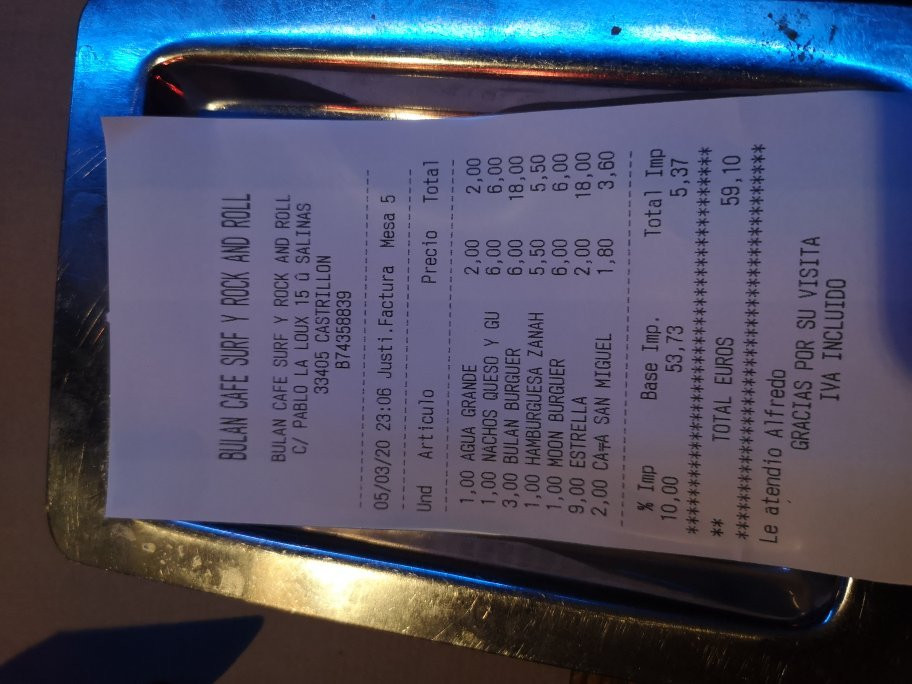 BULAN CAFE SURF Y ROCK AND ROLL
BULAN CAFE SURF Y ROCK AND ROLL
C/ PABLO LA LOUX 15 û SALINAS
33405 CASTRILLON
B74358839
05/03/20 23:06 Justi.Factura Mesa 5
Und Articulo Precio Total
1,00 AGUA GRANDE 2,00 2,00
1,00 NACHOS QUESO Y GU 6,00 6,00
3,00 BULAN BURGUER 6,00 18,00
1,00 HAMBURGUESA ZANAH 5,50 5,50
1,00 MOON BURGUER 6,00 6,00
9,00 ESTRELLA 2,00 18,00
2,00 CA╤A SAN MIGUEL 1,80 3,60
% Imp Base Imp. Total Imp
10,00 53,73 5,37
**************************************
** TOTAL EUROS 59,10
**************************************
Le atendio Alfredo
GRACIAS POR SU VISITA
IVA INCLUIDO